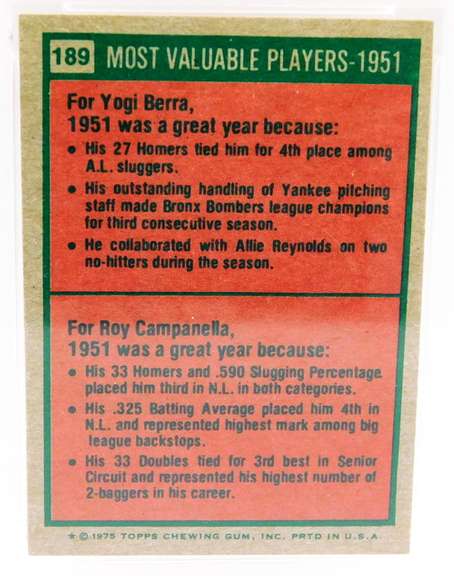 189 MOST VALUABLE PLAYERS-1951
For Yogi Berra,
1951 was a great year because:
• His 27 Homers tied him for 4th place among
A.L. sluggers.
• His outstanding handling of Yankee pitching
staff made Bronx Bombers league champions
for third consecutive season.
• He collaborated with Allie Reynolds on two
no-hitters during the season.
For Roy Campanella,
1951 was a great year because:
• His 33 Homers and .590 Slugging Percentage
placed him third in N.L. in both categories.
• His .325 Batting Average placed him 4th in
N.L. and represented highest mark among big
league backstops.
• His 33 Doubles tied for 3rd best in Senior
Circuit and represented his highest number of
2-baggers in his career.
★ © 1975 TOPPS CHEWING GUM, INC. PRTD IN U.S.A.